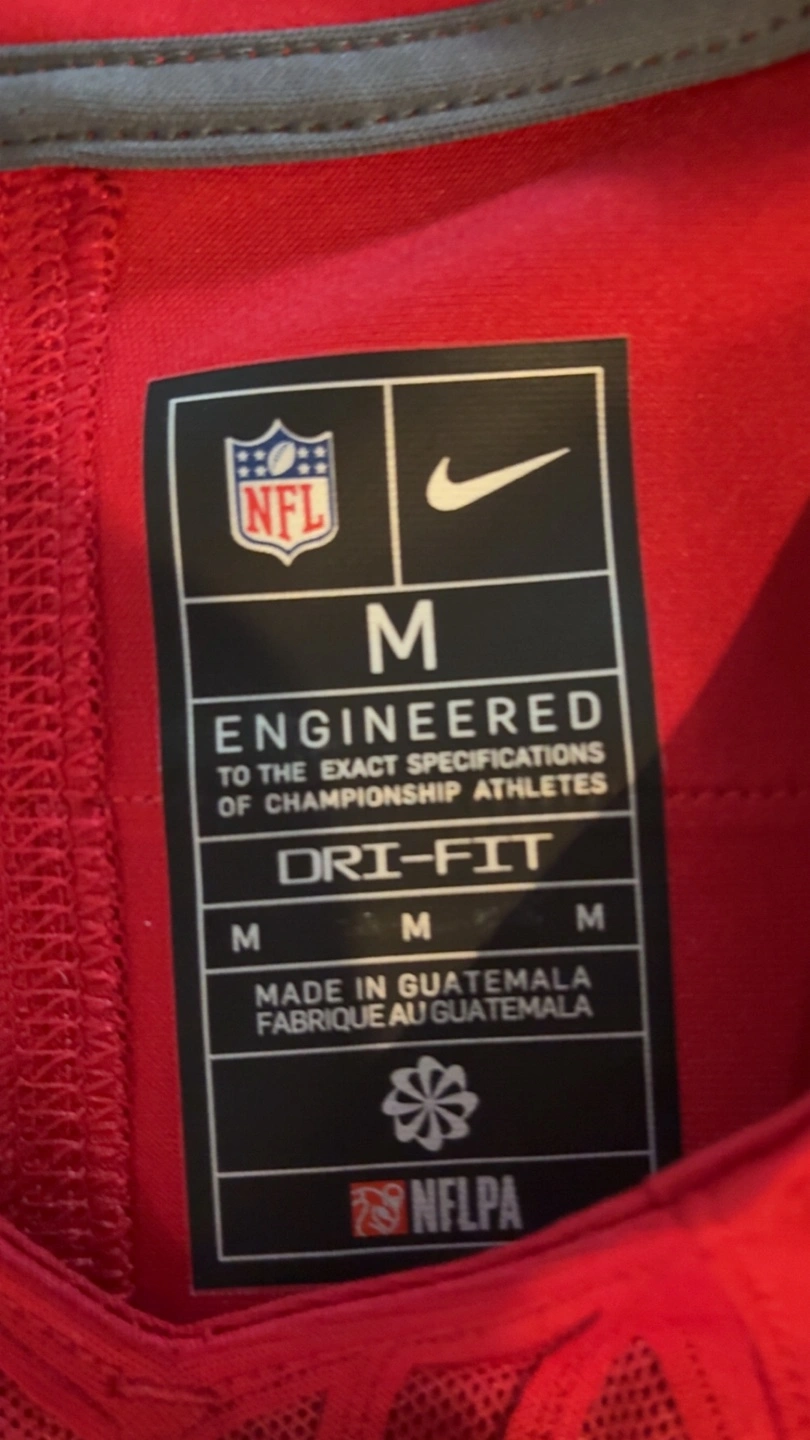 NFL
M
ENGINEERED
TO THE EXACT SPECIFICATIONS
OF CHAMPIONSHIP ATHLETES
DRI-FIT
M M M
MADE IN GUATEMALA
FABRIQUE AU GUATEMALA
NFLPA